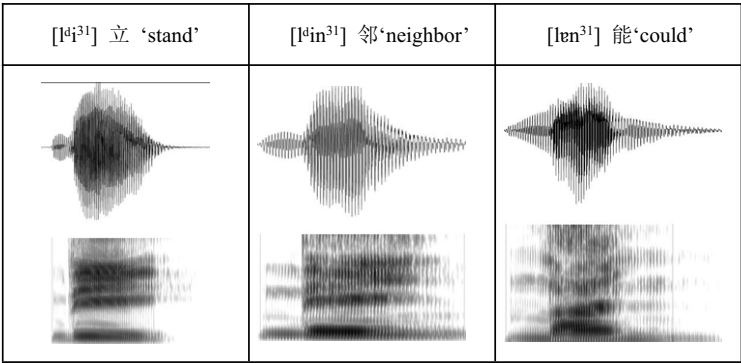 [lᵈi³¹] 立 ‘stand’
[lᵈin³¹] 邻‘neighbor’
[lɐn³¹] 能‘could’